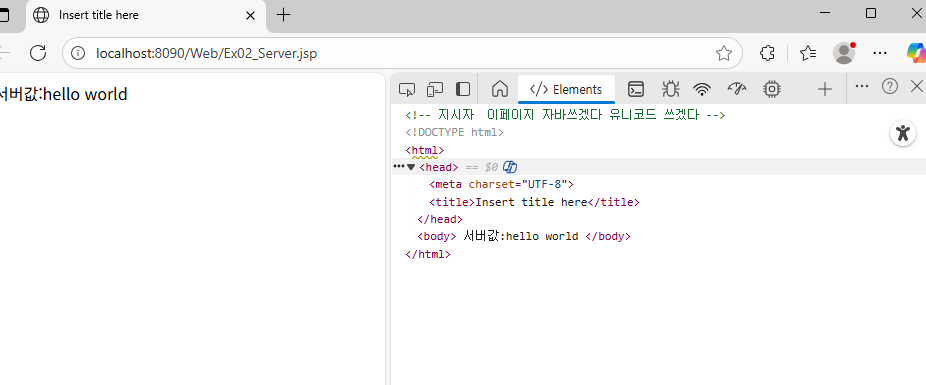 Insert title here
localhost:8090/Web/Ex02_Server.jsp
서버값:hello world
</> Elements
<!-- 지시자  이페이지 자바쓰겠다 유니코드 쓰겠다 -->
<!DOCTYPE html>
<html>
<head> == $0
<meta charset="UTF-8">
<title>Insert title here</title>
</head>
<body> 서버값:hello world </body>
</html>